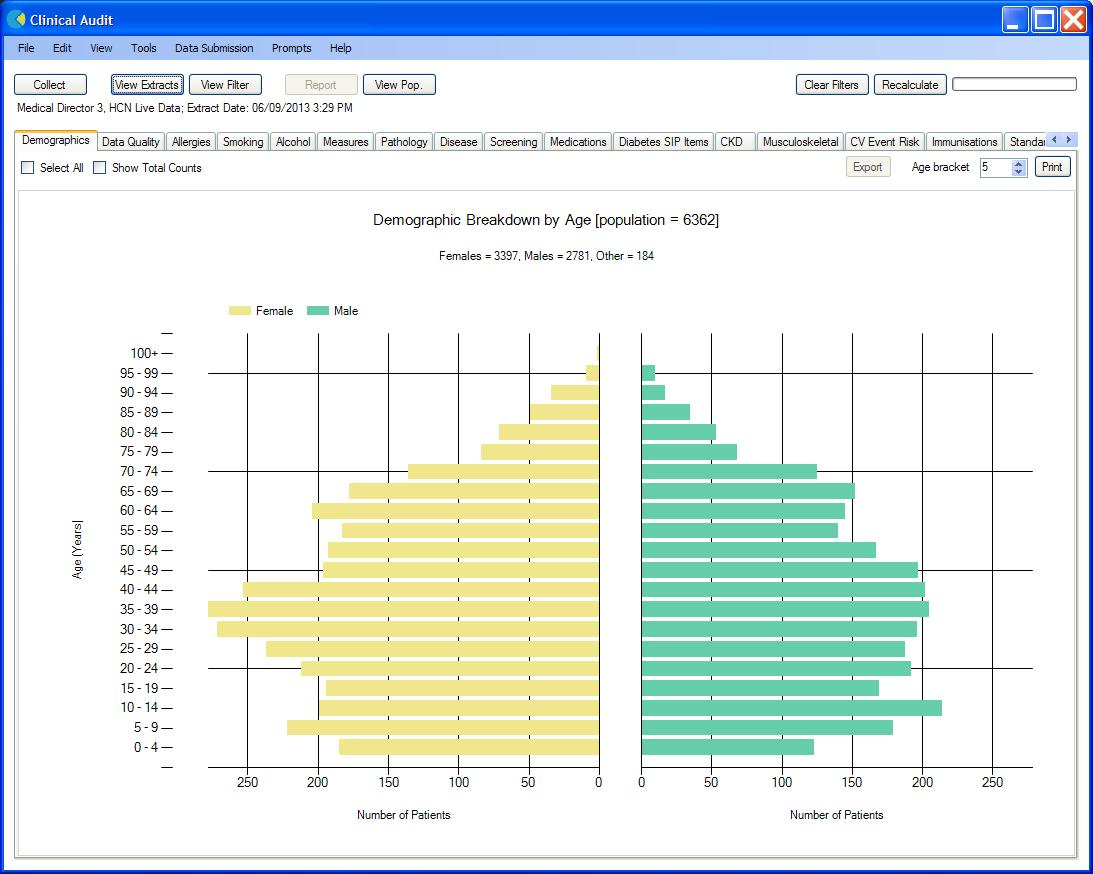 Clinical Audit
File Edit View Tools Data Submission Prompts Help
Collect View Extracts View Filter Report View Pop. Clear Filters Recalculate
Medical Director 3, HCN Live Data; Extract Date: 06/09/2013 3:29 PM
Demographics Data Quality Allergies Smoking Alcohol Measures Pathology Disease Screening Medications Diabetes SIP Items CKD Musculoskeletal CV Event Risk Immunisations Standar
Select All Show Total Counts Export Age bracket 5 Print
Demographic Breakdown by Age [population = 6362]
Females = 3397, Males = 2781, Other = 184
Female Male
100+
95 - 99
90 - 94
85 - 89
80 - 84
75 - 79
70 - 74
65 - 69
60 - 64
55 - 59
50 - 54
45 - 49
40 - 44
35 - 39
30 - 34
25 - 29
20 - 24
15 - 19
10 - 14
5 - 9
0 - 4
Age (Years)
250 200 150 100 50 0 0 50 100 150 200 250
Number of Patients Number of Patients